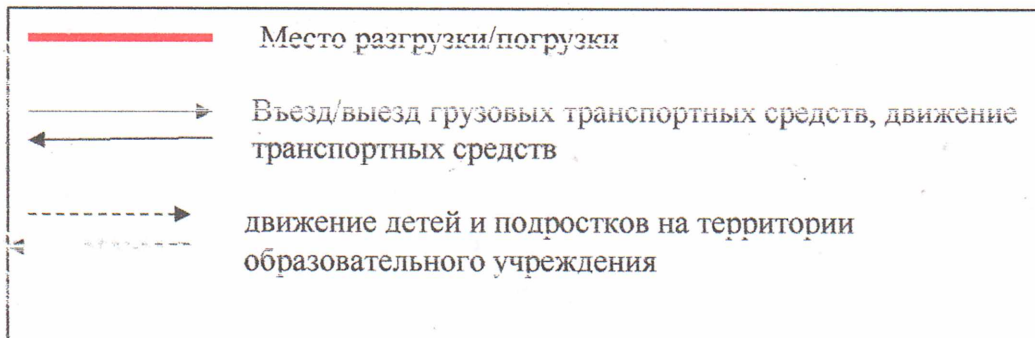 Место разгрузки/погрузки
Въезд/выезд грузовых транспортных средств, движение
транспортных средств
движение детей и подростков на территории
образовательного учреждения